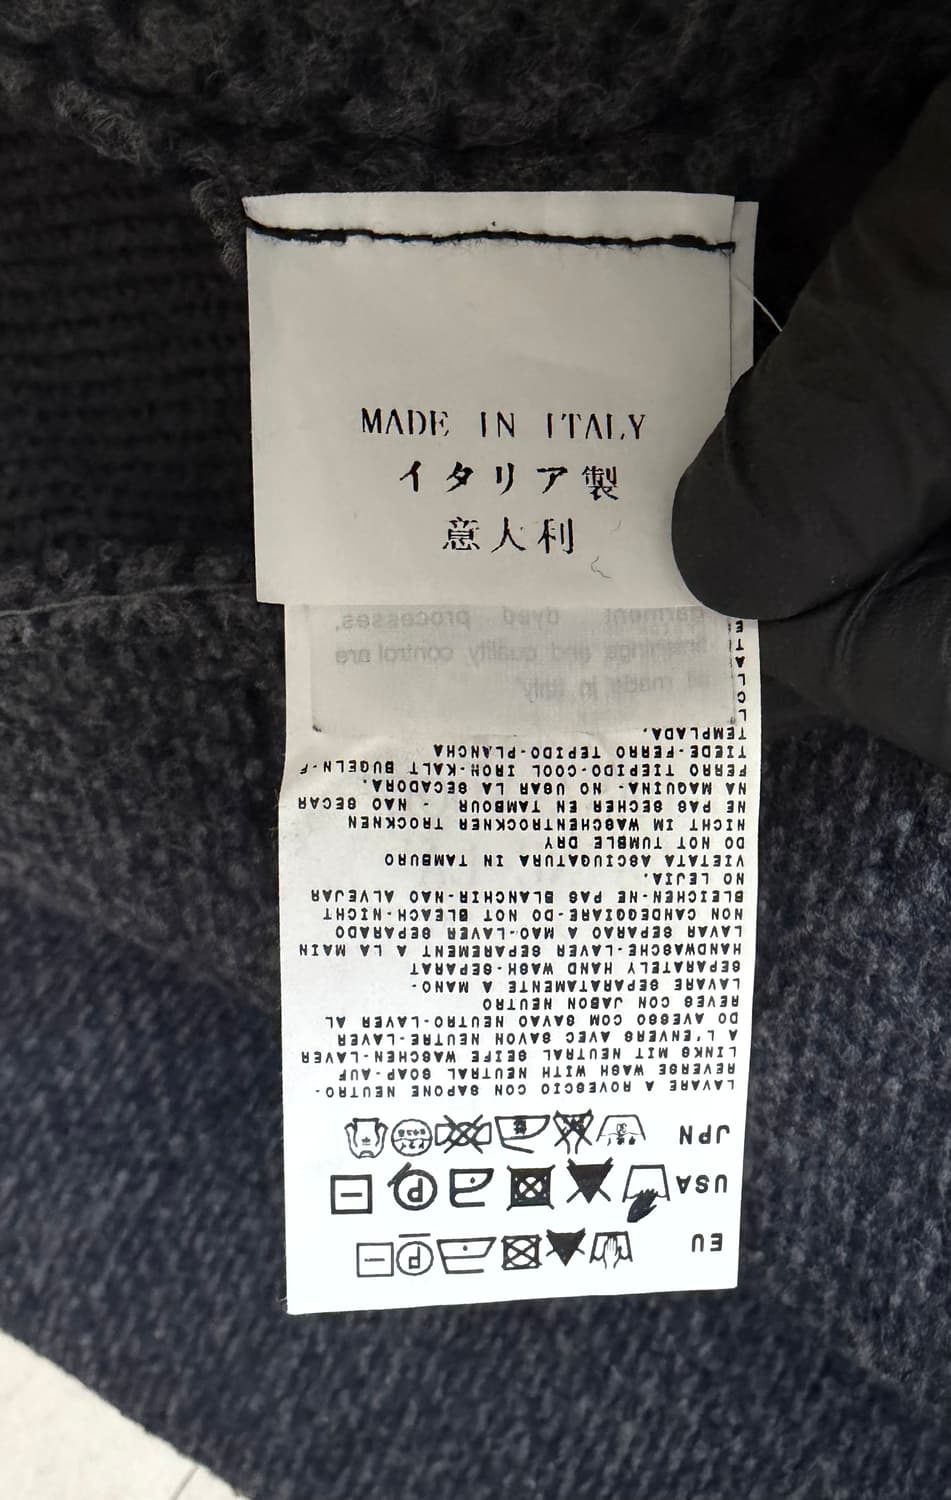 MADE IN ITALY
イタリア製
意大利
garment dyed processes,
and quality control are
all made in Italy
EU
USA
JPN
LAVARE A ROVESCIO CON SAPONE NEUTRO-
REVERSE WASH WITH NEUTRAL SOAP-AUF
LINKS MIT NEUTRAL SEIFE WASCHEN-LAVER
A L'ENVERS AVEC SAVON NEUTRE-LAVER
DO AVESSO COM SAVAO NEUTRO-LAVER AL
REVES CON JABON NEUTRO
LAVARE SEPARATAMENTE A MANO-
SEPARATELY HAND WASH-SEPARAT
HANDWASCHE-LAVER SEPAREMENT A LA MAIN
LAVAR SEPARAO A MAO-LAVER SEPARADO
NON CANDEGGIARE-DO NOT BLEACH-NICHT
BLEICHEN-NE PAS BLANCHIR-NAO ALVEJAR
NO LEJIA.
VIETATA ASCIUGATURA IN TAMBURO
DO NOT TUMBLE DRY
NICHT IM WASCHENTROCKNER TROCKNEN
NE PAS SECHER EN TAMBOUR - NAO SECAR
NA MAQUINA- NO USAR LA SECADORA.
FERRO TIEPIDO-COOL IRON-KALT BUGELN-F
TIEDE-FERRO TEPIDO-PLANCHA
TEMPLADA.